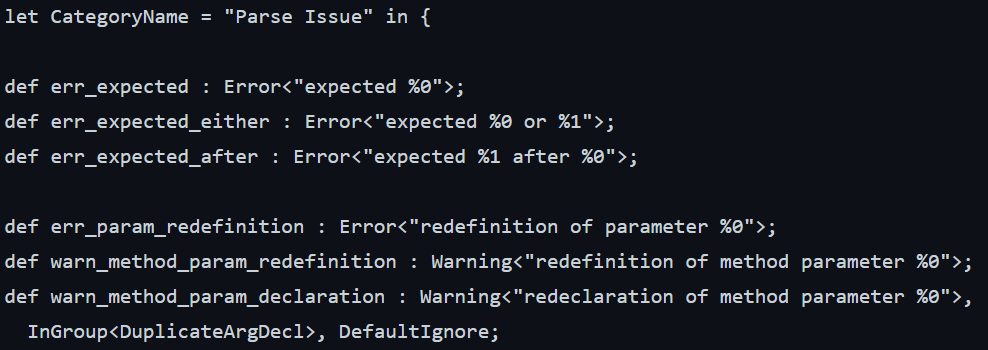 let CategoryName = "Parse Issue" in {
def err_expected : Error<"expected %0">;
def err_expected_either : Error<"expected %0 or %1">;
def err_expected_after : Error<"expected %1 after %0">;
def err_param_redefinition : Error<"redefinition of parameter %0">;
def warn_method_param_redefinition : Warning<"redefinition of method parameter %0">;
def warn_method_param_declaration : Warning<"redeclaration of method parameter %0">,
  InGroup<DuplicateArgDecl>, DefaultIgnore;